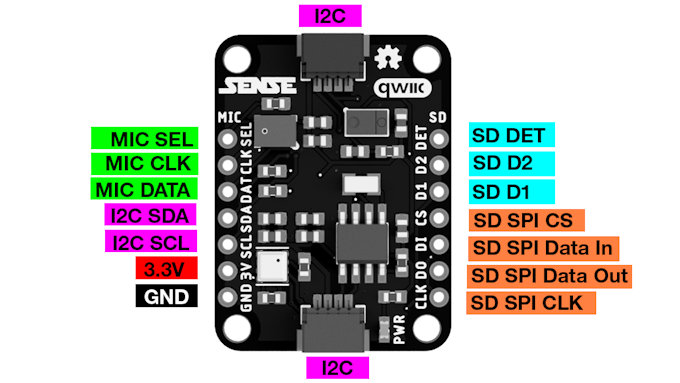 I2C
SENSE
qwiic
MIC
SD
MIC SEL
MIC CLK
MIC DATA
I2C SDA
I2C SCL
3.3V
GND
SEL
CLK
DAT
SDA
SCL
3V
GND
DET
D2
D1
CS
DI
DO
CLK
SD DET
SD D2
SD D1
SD SPI CS
SD SPI Data In
SD SPI Data Out
SD SPI CLK
PWR
I2C